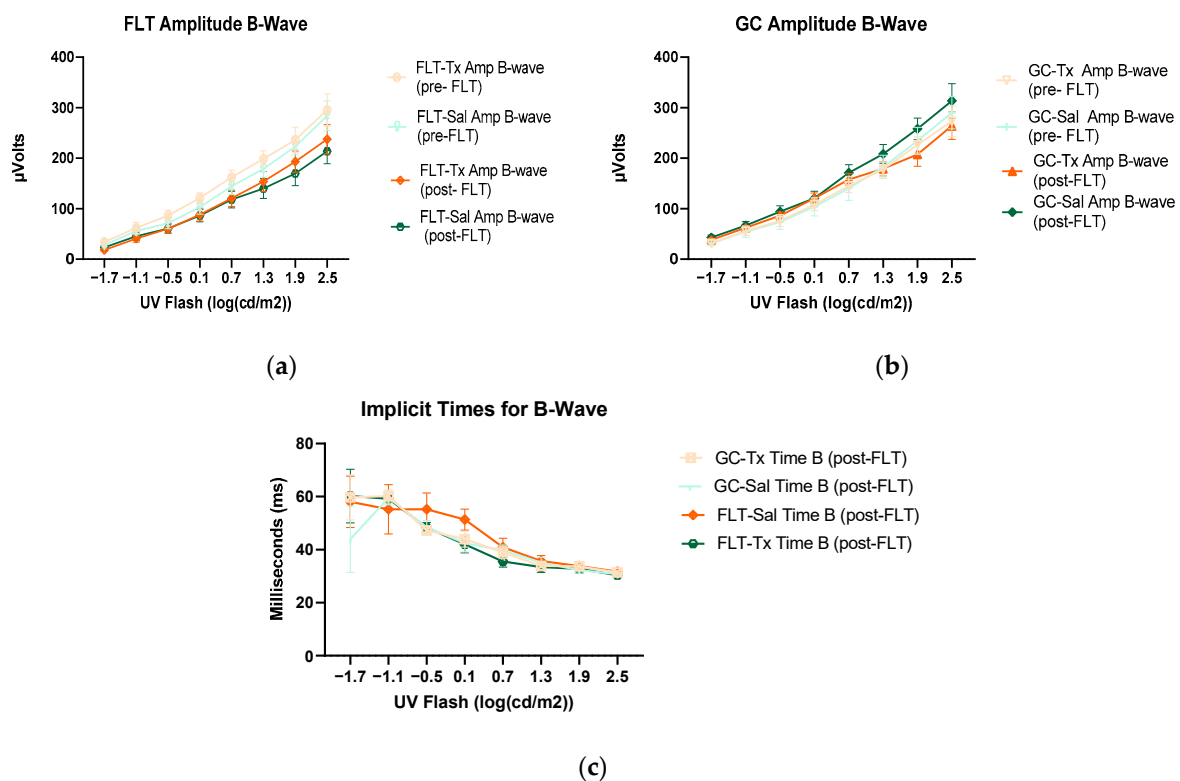 FLT Amplitude B-Wave
400
300
200
100
0
µVolts
−1.7 −1.1 −0.5 0.1 0.7 1.3 1.9 2.5
UV Flash (log(cd/m2))
FLT-Tx Amp B-wave
(pre- FLT)
FLT-Sal Amp B-wave
(pre-FLT)
FLT-Tx Amp B-wave
(post- FLT)
FLT-Sal Amp B-wave
(post-FLT)
(a)
GC Amplitude B-Wave
400
300
200
100
0
µVolts
−1.7 −1.1 −0.5 0.1 0.7 1.3 1.9 2.5
UV Flash (log(cd/m2))
GC-Tx Amp B-wave
(pre- FLT)
GC-Sal Amp B-wave
(pre- FLT)
GC-Tx Amp B-wave
(post-FLT)
GC-Sal Amp B-wave
(post-FLT)
(b)
Implicit Times for B-Wave
80
60
40
20
0
Milliseconds (ms)
−1.7 −1.1 −0.5 0.1 0.7 1.3 1.9 2.5
UV Flash (log(cd/m2))
GC-Tx Time B (post-FLT)
GC-Sal Time B (post-FLT)
FLT-Sal Time B (post-FLT)
FLT-Tx Time B (post-FLT)
(c)